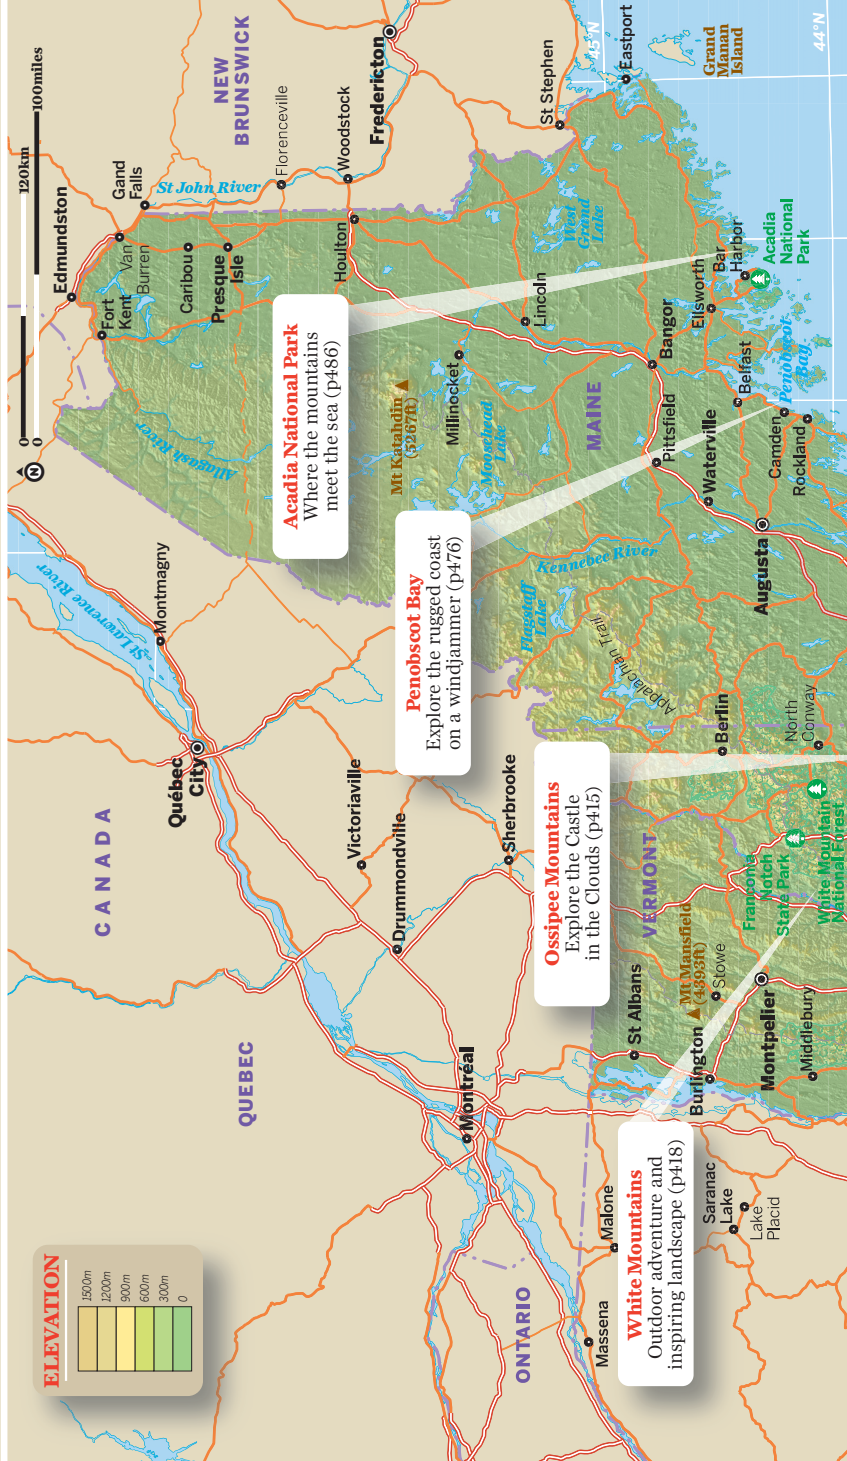 ELEVATION
1500m
1200m
900m
600m
300m
0
0
120km
0
100miles
N
CANADA
QUEBEC
ONTARIO
NEW
BRUNSWICK
MAINE
VERMONT
Edmundston
Gand
Falls
Fort
Kent
Van
Burren
Caribou
Presque
Isle
St John River
Florenceville
Woodstock
Fredericton
Houlton
St Stephen
45°N
Eastport
Grand
Manan
Island
44°N
Allagash River
St Lawrence River
Montmagny
Québec
City
Victoriaville
Drummondville
Sherbrooke
Montréal
Acadia National Park
Where the mountains
meet the sea (p486)
Mt Katahdin
(5267ft)
Millinocket
Moosehead
Lake
Lincoln
West
Grand
Lake
Penobscot Bay
Explore the rugged coast
on a windjammer (p476)
Flagstaff
Lake
Kennebec River
Appalachian Trail
Pittsfield
Bangor
Ellsworth
Bar
Harbor
Acadia
National
Park
Waterville
Belfast
Penobscot
Bay
Camden
Rockland
Augusta
Ossipee Mountains
Explore the Castle
in the Clouds (p415)
Berlin
North
Conway
Franconia
Notch
State Park
White Mountain
National Forest
Mt Mansfield
(4393ft)
Stowe
St Albans
Burlington
Montpelier
Middlebury
White Mountains
Outdoor adventure and
inspiring landscape (p418)
Malone
Massena
Saranac
Lake
Lake
Placid